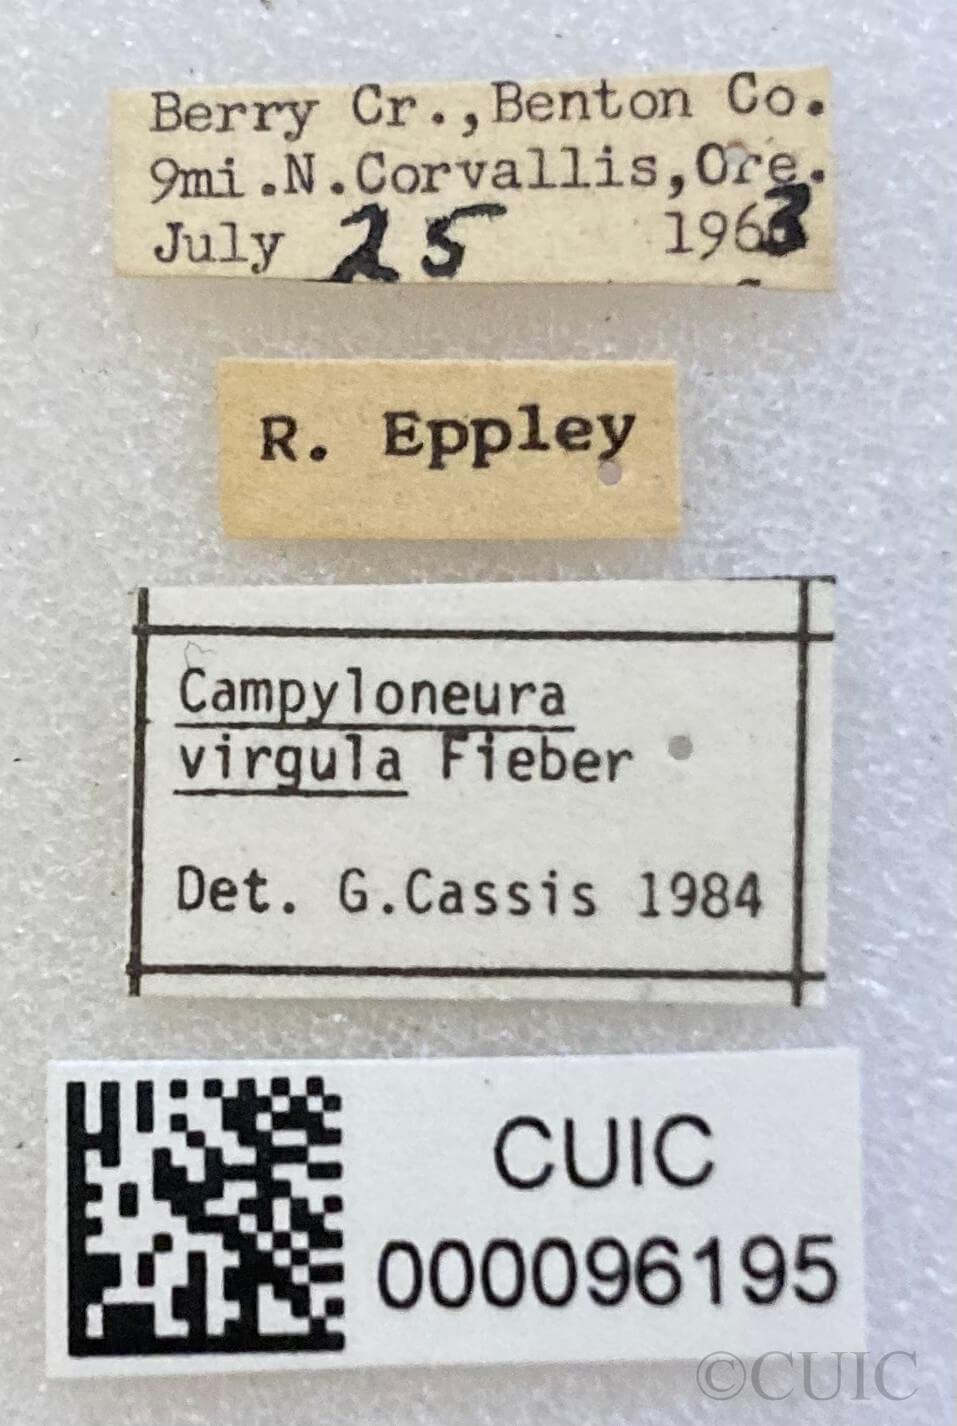 Berry Cr.,Benton Co.
9mi.N.Corvallis,Ore.
July 25 1963
R. Eppley
Campyloneura
virgula Fieber
Det. G.Cassis 1984
CUIC
000096195
©CUIC